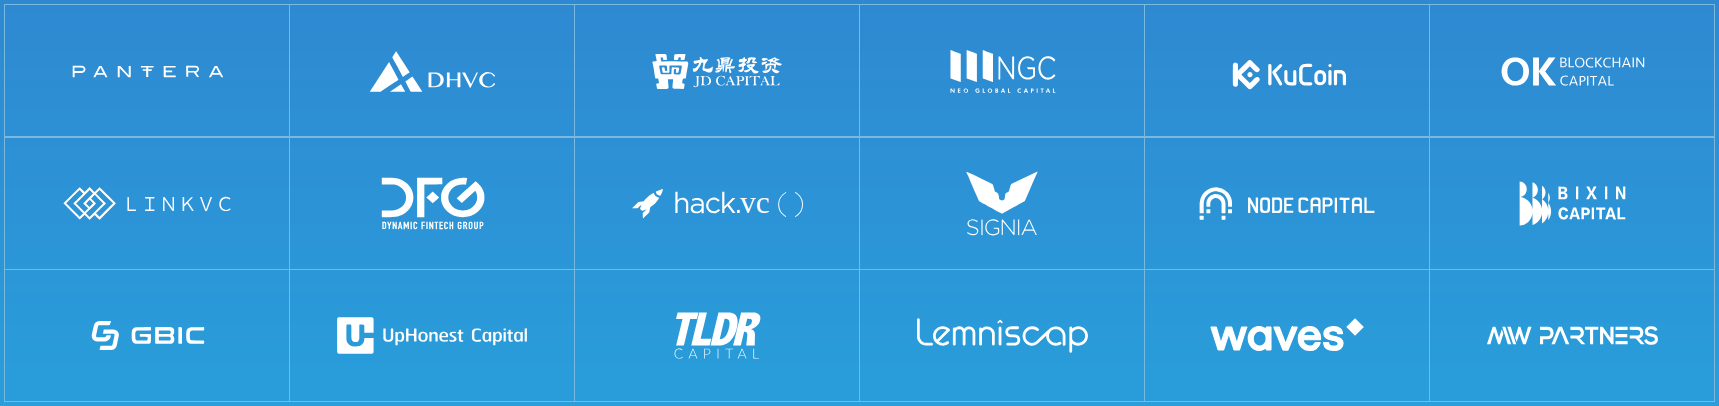 PANTERA
DHVC
九鼎投资
JD CAPITAL
NGC
NEO GLOBAL CAPITAL
KuCoin
OK BLOCKCHAIN
CAPITAL
LINKVC
DFG
DYNAMIC FINTECH GROUP
hack.vc ( )
SIGNIA
NODE CAPITAL
BIXIN
CAPITAL
GBIC
U UpHonest Capital
TLDR
CAPITAL
Lemniscap
waves
MW PARTNERS